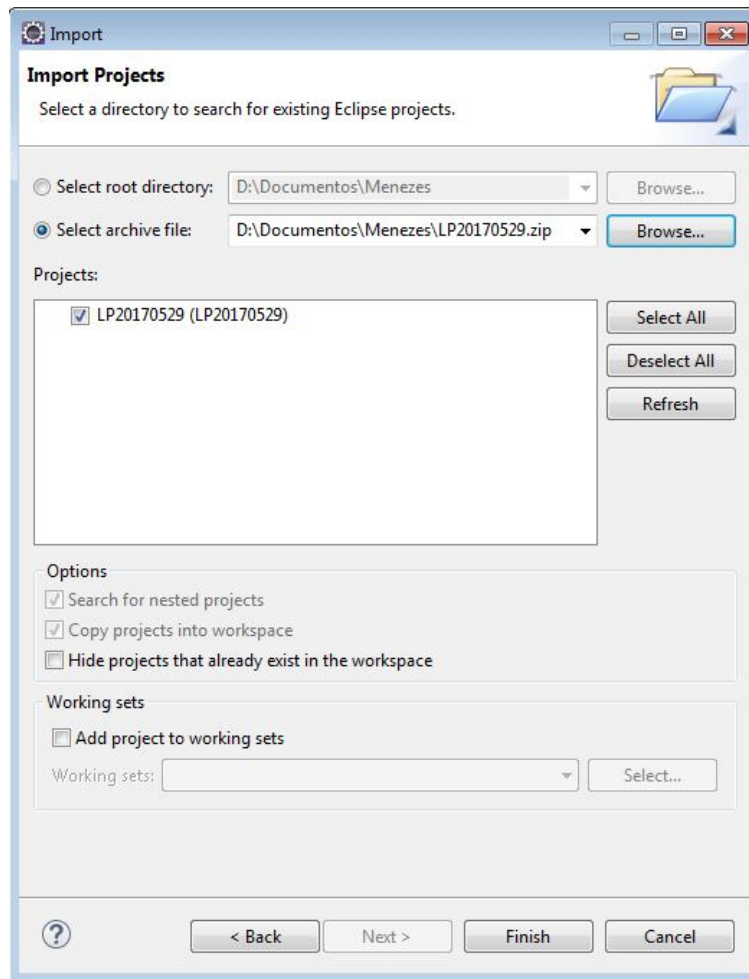 Import
Import Projects
Select a directory to search for existing Eclipse projects.
Select root directory: D:\Documentos\Menezes Browse...
Select archive file: D:\Documentos\Menezes\LP20170529.zip Browse...
Projects:
LP20170529 (LP20170529)
Select All
Deselect All
Refresh
Options
Search for nested projects
Copy projects into workspace
Hide projects that already exist in the workspace
Working sets
Add project to working sets
Working sets: Select...
? < Back Next > Finish Cancel